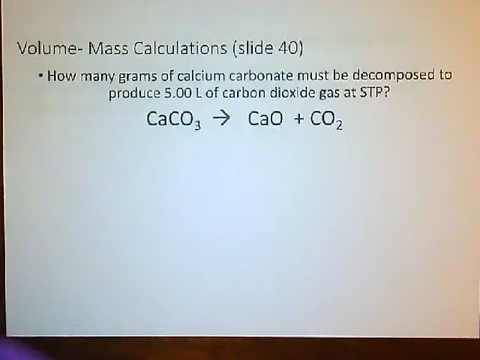 Volume- Mass Calculations (slide 40)
• How many grams of calcium carbonate must be decomposed to
produce 5.00 L of carbon dioxide gas at STP?
CaCO₃ → CaO + CO₂